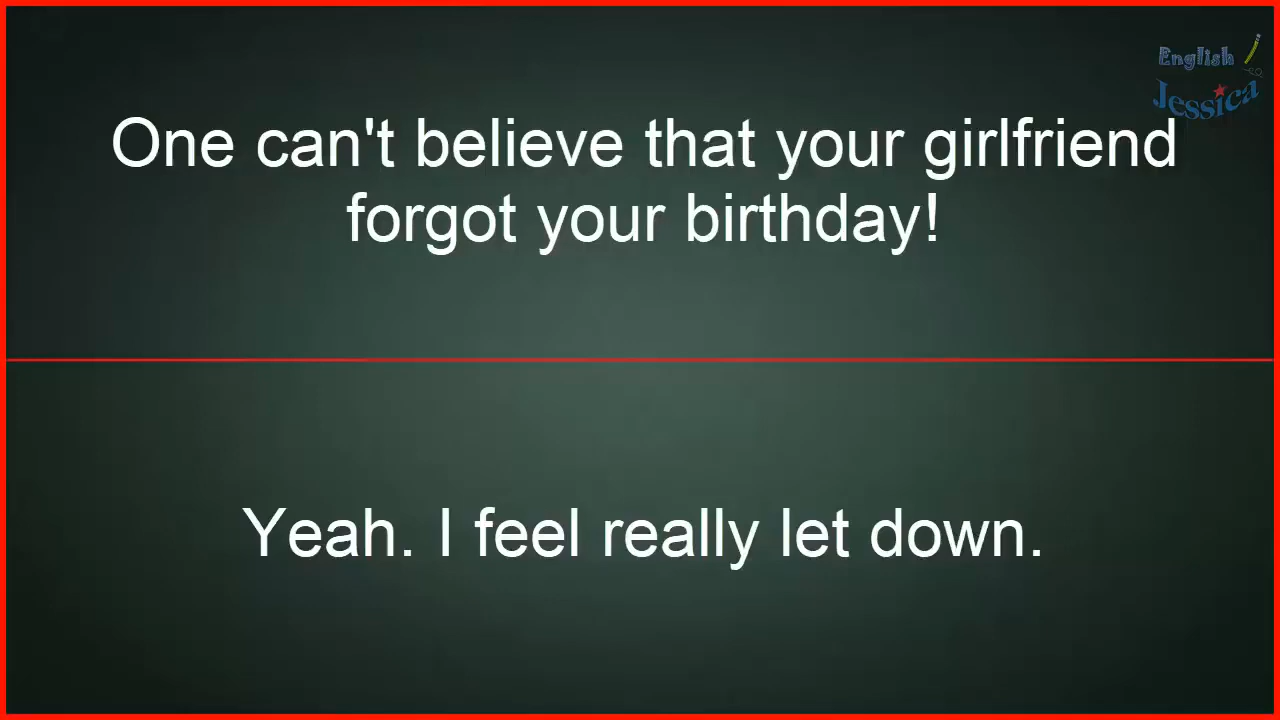 English
Jessica
One can't believe that your girlfriend
forgot your birthday!
Yeah. I feel really let down.